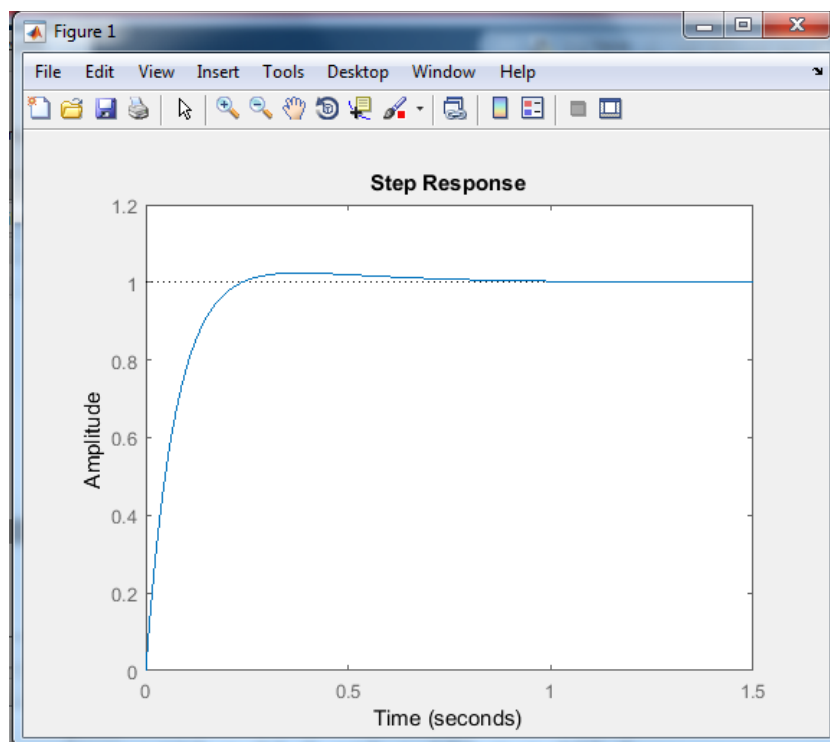 Figure 1
File Edit View Insert Tools Desktop Window Help
Step Response
1.2
1
0.8
0.6
0.4
0.2
0
Amplitude
0 0.5 1 1.5
Time (seconds)